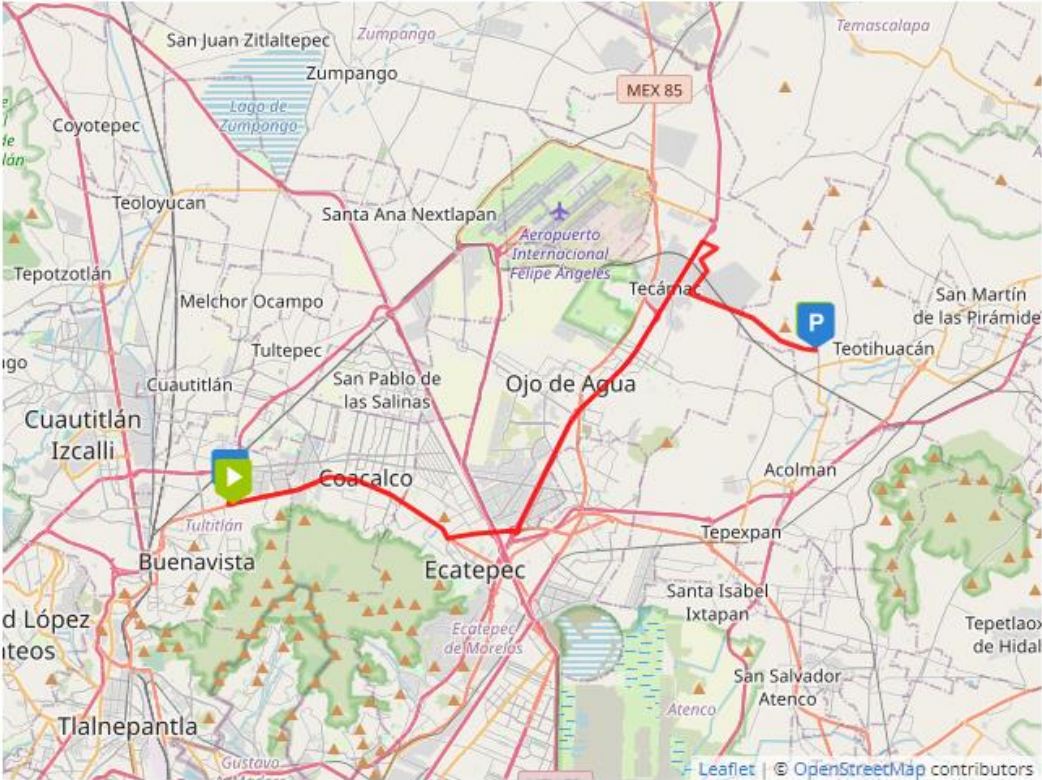 San Juan Zitlaltepec
Zumpango
Temascalapa
Zumpango
MEX 85
Lago de
Zumpango
Coyotepec
Teoloyucan
Santa Ana Nextlapan
Aeropuerto
Internacional
Felipe Ángeles
Tepotzotlán
Melchor Ocampo
Tecámac
San Martín
de las Pirámide
P
Teotihuacán
Tultepec
Cuautitlán
San Pablo de
las Salinas
Ojo de Agua
Cuautitlán
Izcalli
Coacalco
Acolman
Tultitlán
Tepexpan
Buenavista
Ecatepec
Santa Isabel
Ixtapan
d López
ateos
Ecatepec
de Morelos
Tepetlaox
de Hidal
San Salvador
Atenco
Atenco
Tlalnepantla
Gustavo
Leaflet | © OpenStreetMap contributors